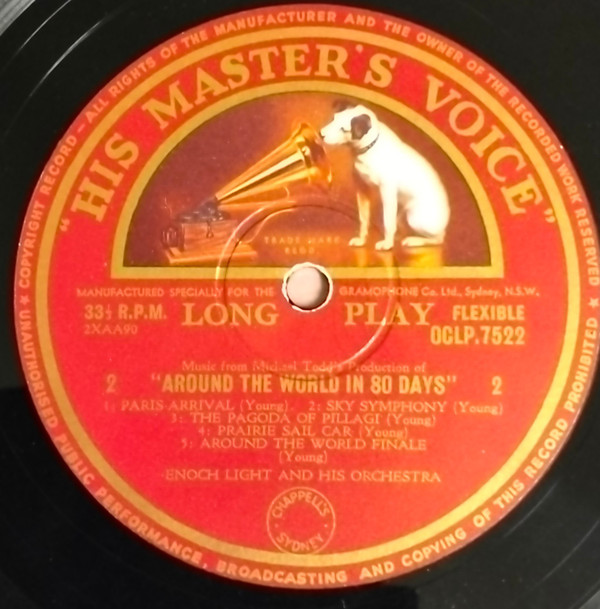 COPYRIGHT RECORD – ALL RIGHTS OF THE MANUFACTURER AND THE OWNER OF THE RECORDED WORK RESERVED
★ UNAUTHORISED PUBLIC PERFORMANCE, BROADCASTING AND COPYING OF THIS RECORD PROHIBITED ★
"HIS MASTER'S VOICE"
TRADE MARK
REGD.
MANUFACTURED SPECIALLY FOR THE GRAMOPHONE Co. Ltd., Sydney, N.S.W.
33⅓ R.P.M. LONG PLAY FLEXIBLE
2XAA90 OCLP.7522
Music from Michael Todd's Production of
2 "AROUND THE WORLD IN 80 DAYS" 2
1: PARIS-ARRIVAL (Young) 2: SKY SYMPHONY (Young)
3: THE PAGODA OF PILLAGI (Young)
4: PRAIRIE SAIL CAR (Young)
5: AROUND THE WORLD FINALE
(Young)
ENOCH LIGHT AND HIS ORCHESTRA
CHAPPELL'S
SYDNEY